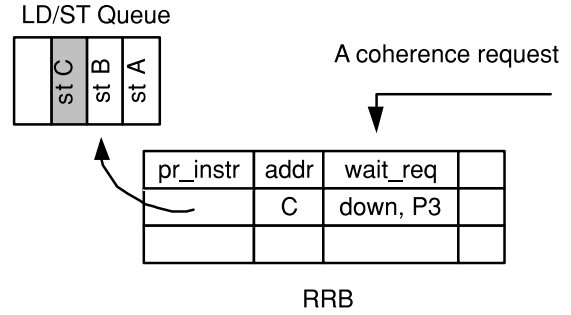 LD/ST Queue
st C
st B
st A
A coherence request
pr_instr addr wait_req
C down, P3
RRB